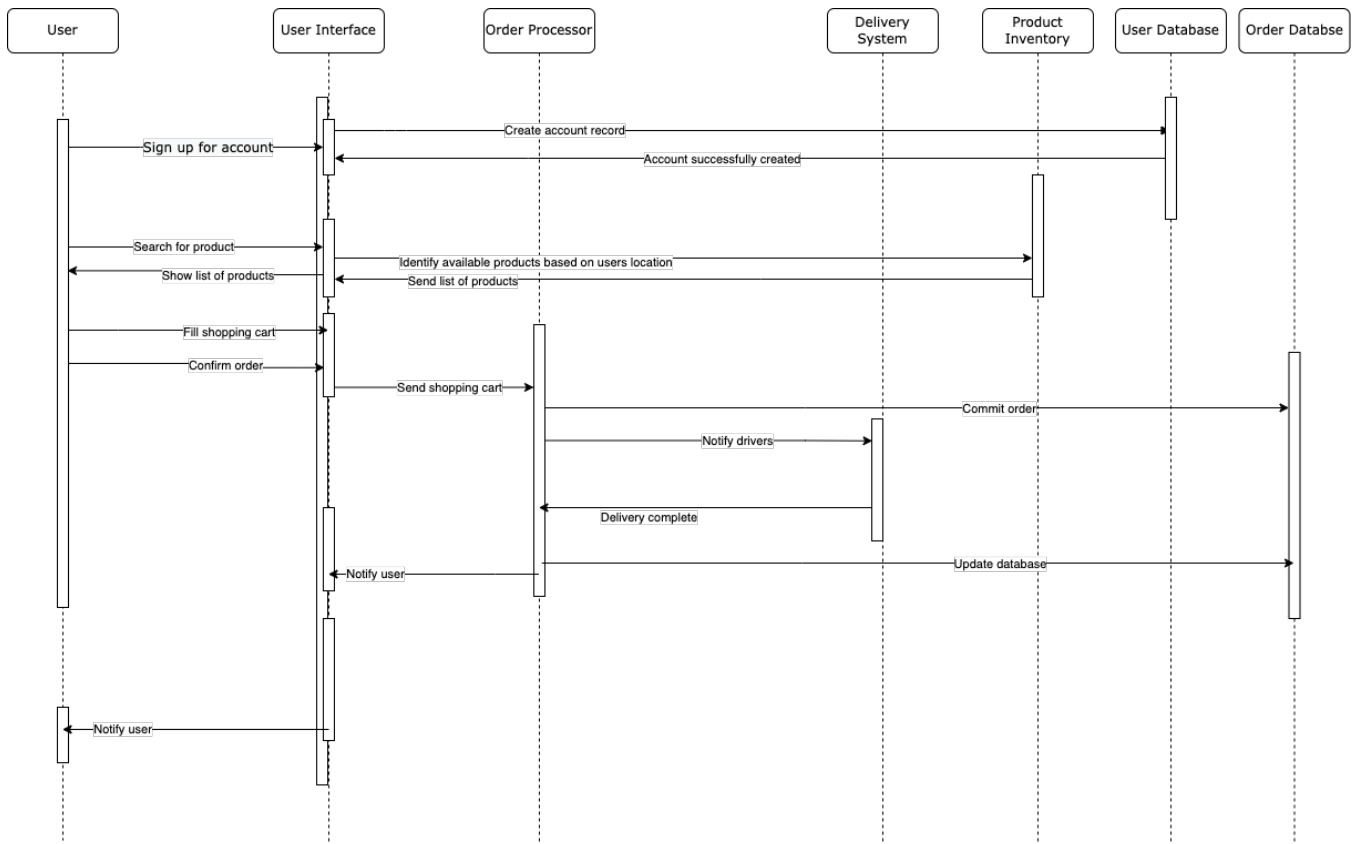 User
User Interface
Order Processor
Delivery
System
Product
Inventory
User Database
Order Databse
Create account record
Sign up for account
Account successfully created
Search for product
Identify available products based on users location
Show list of products
Send list of products
Fill shopping cart
Confirm order
Send shopping cart
Commit order
Notify drivers
Delivery complete
Update database
Notify user
Notify user